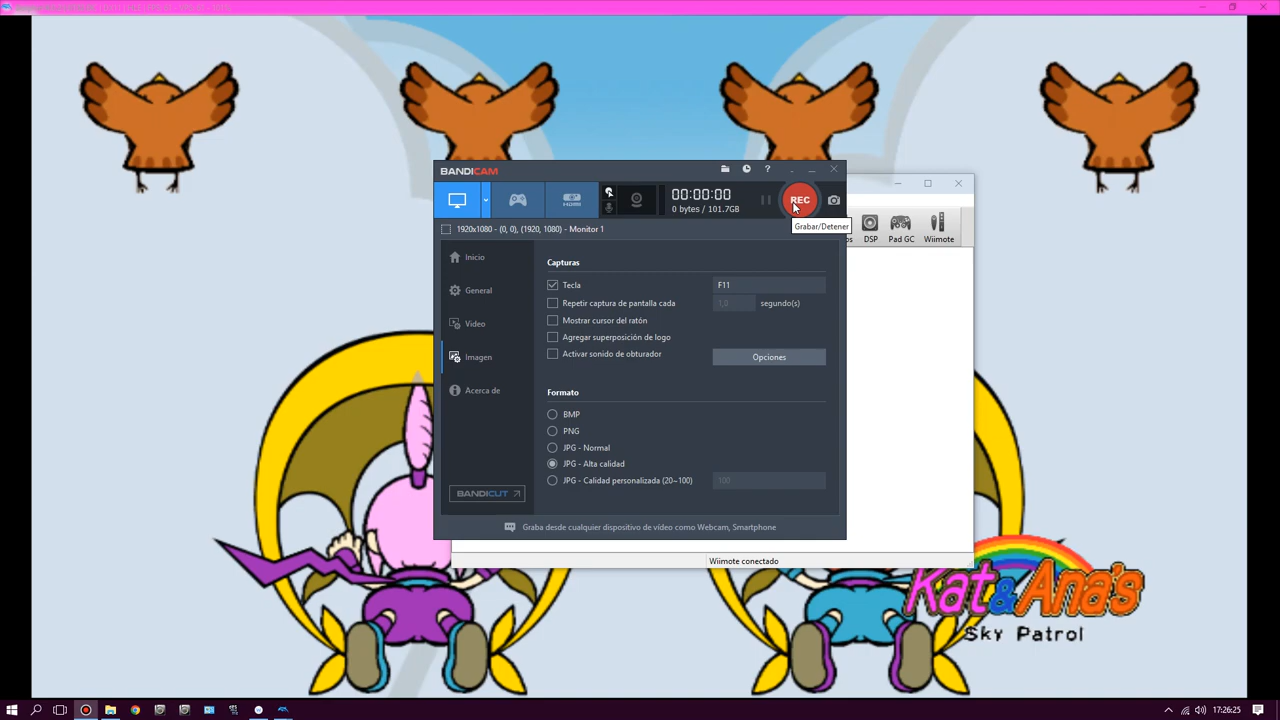 BANDICAM
00:00:00
0 bytes / 101.7GB
REC
Grabar/Detener
1920x1080 - (0, 0), (1920, 1080) - Monitor 1
DSP
Pad GC
Wiimote
Inicio
General
Video
Imagen
Acerca de
BANDICUT
Capturas
Tecla
F11
Repetir captura de pantalla cada
1,0
segundo(s)
Mostrar cursor del ratón
Agregar superposición de logo
Activar sonido de obturador
Opciones
Formato
BMP
PNG
JPG - Normal
JPG - Alta calidad
JPG - Calidad personalizada (20~100)
100
Graba desde cualquier dispositivo de vídeo como Webcam, Smartphone
Wiimote conectado
Kat&Ana's
Sky Patrol
17:26:25